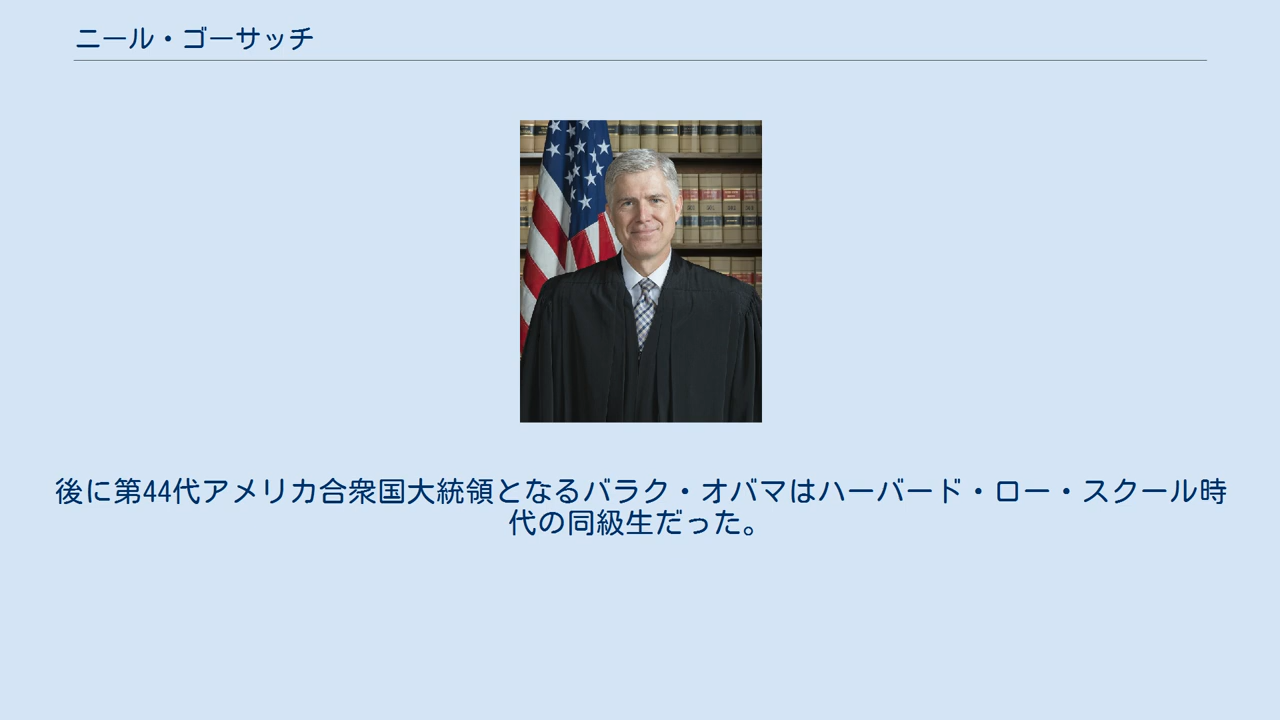 ニール・ゴーサッチ
後に第44代アメリカ合衆国大統領となるバラク・オバマはハーバード・ロー・スクール時
代の同級生だった。